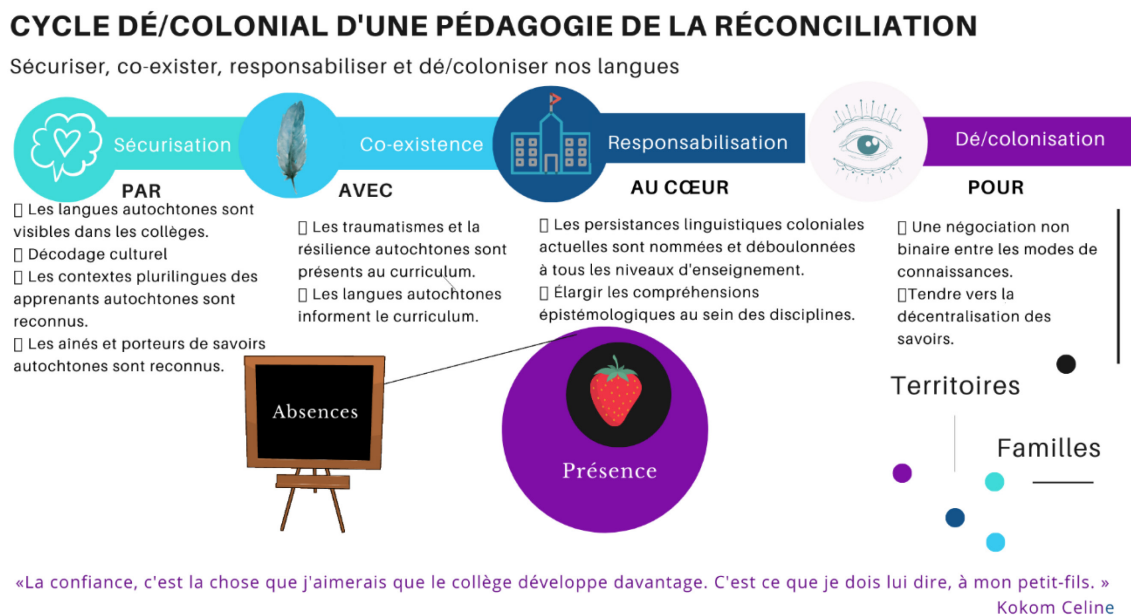 CYCLE DÉ/COLONIAL D'UNE PÉDAGOGIE DE LA RÉCONCILIATION
Sécuriser, co-exister, responsabiliser et dé/coloniser nos langues
Sécurisation
PAR
▯ Les langues autochtones sont
visibles dans les collèges.
▯ Décodage culturel
▯ Les contextes plurilingues des
apprenants autochtones sont
reconnus.
▯ Les ainés et porteurs de savoirs
autochtones sont reconnus.
Co-existence
AVEC
▯ Les traumatismes et la
résilience autochtones sont
présents au curriculum.
▯ Les langues autochtones
informent le curriculum.
Responsabilisation
AU CŒUR
▯ Les persistances linguistiques coloniales
actuelles sont nommées et déboulonnées
à tous les niveaux d'enseignement.
▯ Élargir les compréhensions
épistémologiques au sein des disciplines.
Dé/colonisation
POUR
▯ Une négociation non
binaire entre les modes de
connaissances.
▯Tendre vers la
décentralisation des
savoirs.
Absences
Présence
Territoires
Familles
«La confiance, c'est la chose que j'aimerais que le collège développe davantage. C'est ce que je dois lui dire, à mon petit-fils. »
Kokom Celine